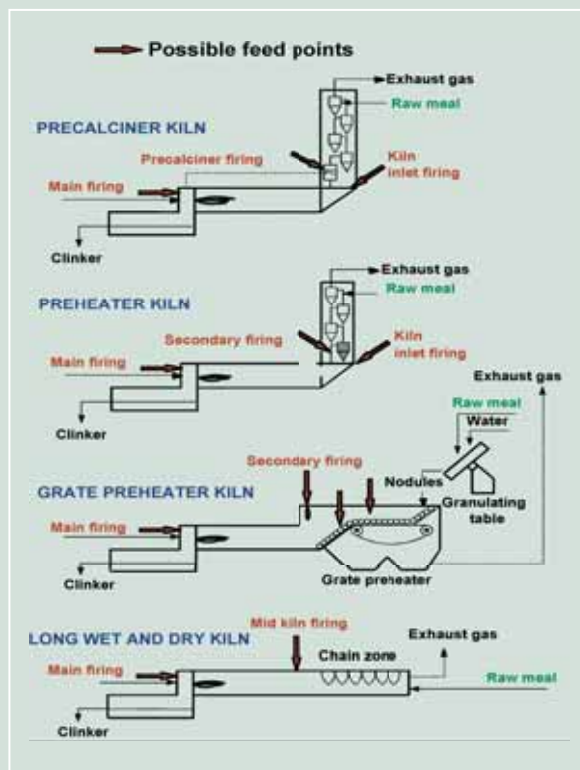 Possible feed points
Exhaust gas
Raw meal
PRECALCINER KILN
Precalciner firing
Kiln
inlet firing
Main firing
Clinker
Exhaust gas
PREHEATER KILN
Raw meal
Secondary firing
Kiln
inlet firing
Main firing
Exhaust gas
Clinker
Raw meal
Water
Secondary firing
Nodules
GRATE PREHEATER KILN
Granulating
table
Main firing
Grate preheater
Clinker
Mid kiln firing
LONG WET AND DRY KILN
Exhaust gas
Chain zone
Main firing
Raw meal
Clinker